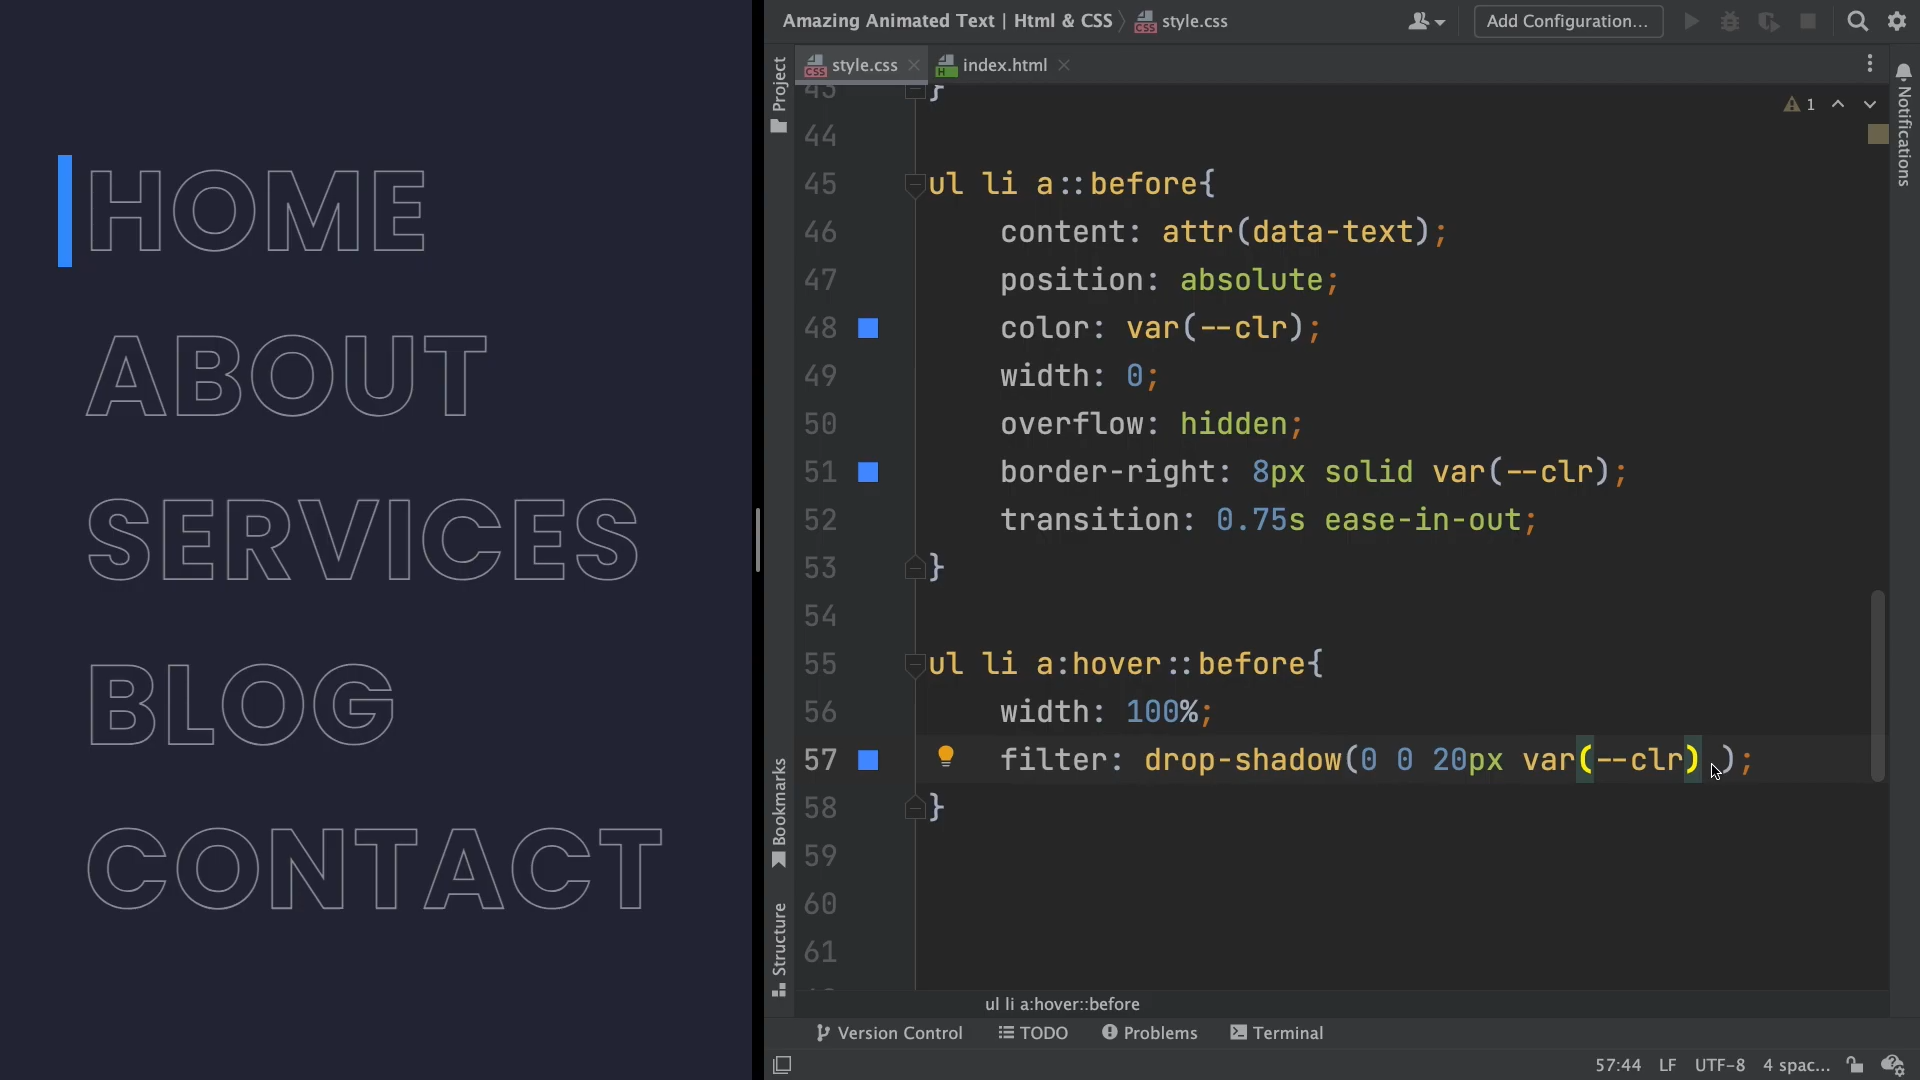 HOME
ABOUT
SERVICES
BLOG
CONTACT
Amazing Animated Text | Html & CSS
style.css
Add Configuration...
style.css
index.html
Project
Notifications
1
43 }
44
45 ul li a::before{
46 content: attr(data-text);
47 position: absolute;
48 color: var(--clr);
49 width: 0;
50 overflow: hidden;
51 border-right: 8px solid var(--clr);
52 transition: 0.75s ease-in-out;
53 }
54
55 ul li a:hover::before{
56 width: 100%;
57 filter: drop-shadow(0 0 20px var(--clr) );
58 }
59
60
61
Bookmarks
Structure
ul li a:hover::before
Version Control
TODO
Problems
Terminal
57:44 LF UTF-8 4 spac...